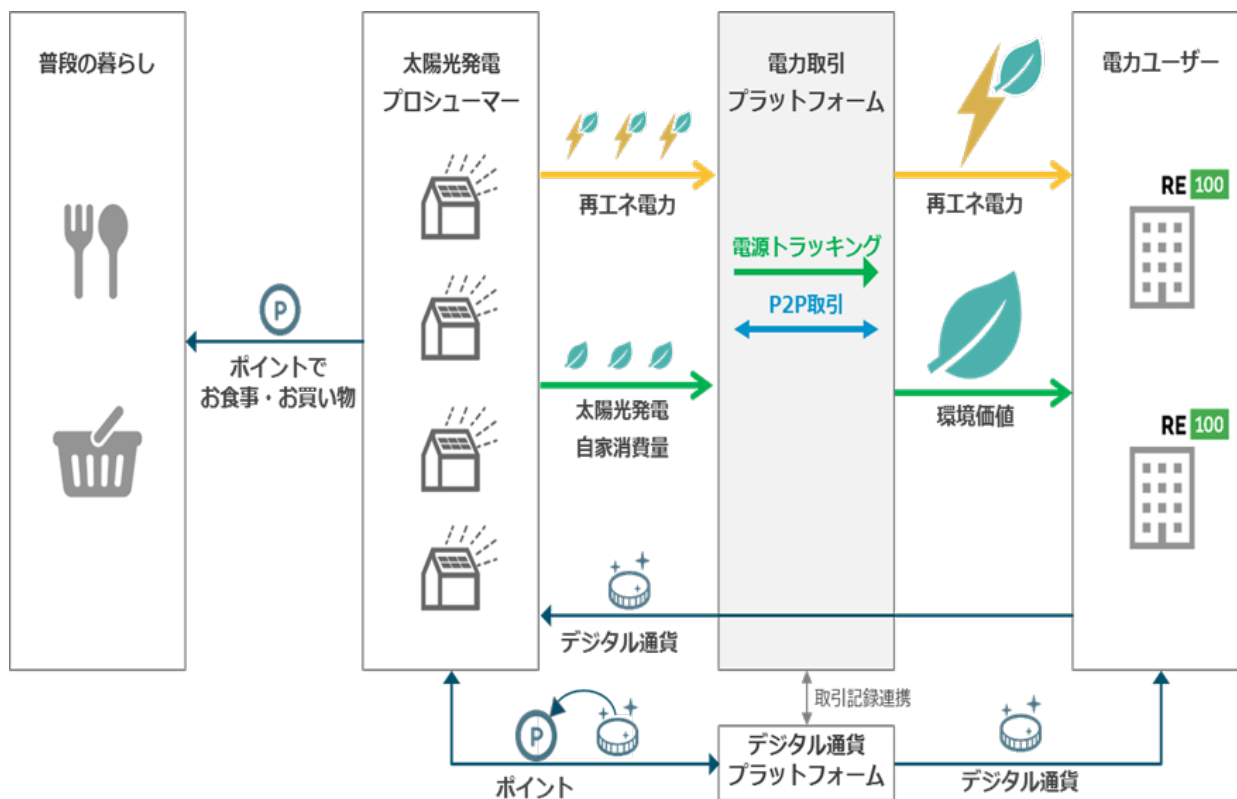 普段の暮らし
太陽光発電
プロシューマー
電力取引
プラットフォーム
電力ユーザー
再エネ電力
再エネ電力
RE 100
電源トラッキング
P2P取引
P
ポイントで
お食事・お買い物
太陽光発電
自家消費量
環境価値
RE 100
デジタル通貨
取引記録連携
P
ポイント
デジタル通貨
プラットフォーム
デジタル通貨